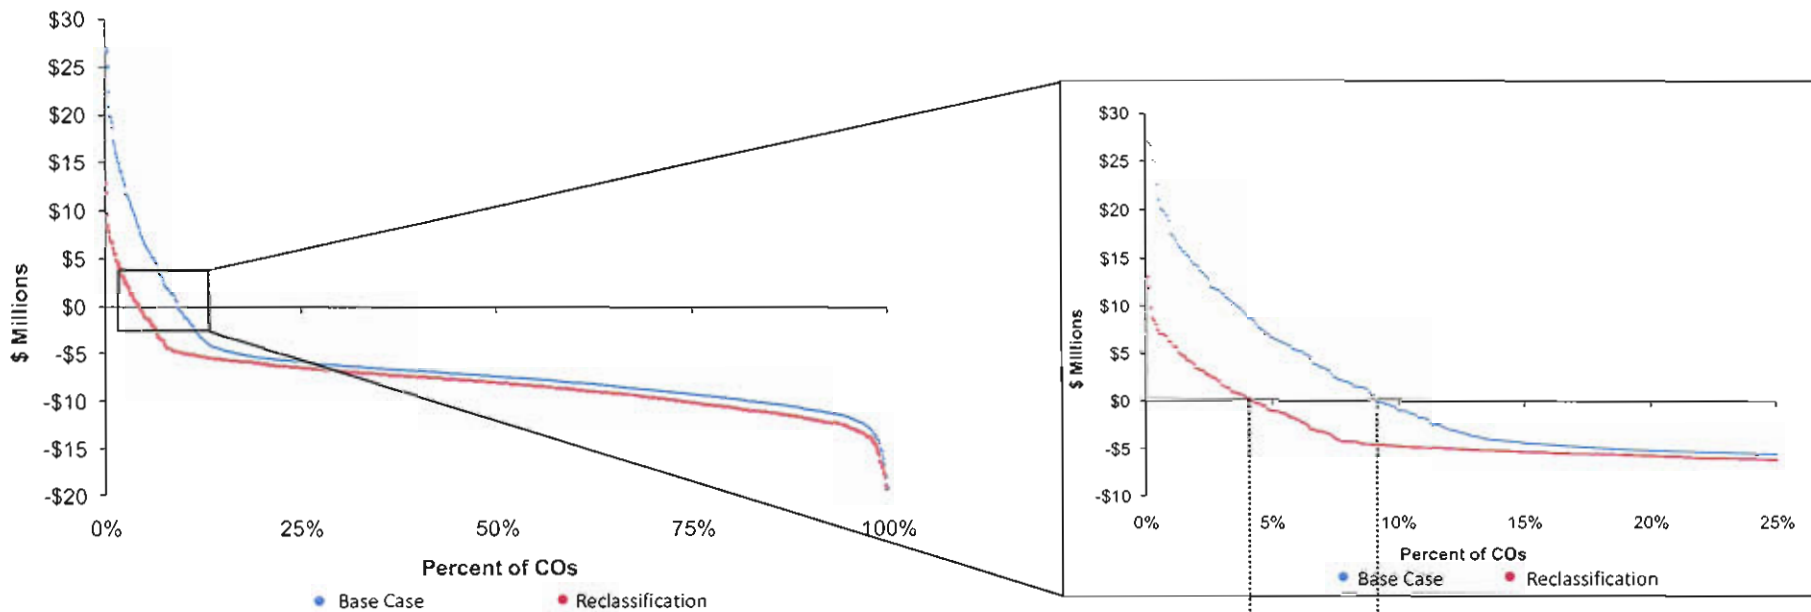 $30
$25
$20
$15
$10
$5
$0
-$5
-$10
-$15
-$20
$ Millions
0% 25% 50% 75% 100%
Percent of COs
Base Case Reclassification
$30
$25
$20
$15
$10
$5
$0
-$5
-$10
$ Millions
0% 5% 10% 15% 20% 25%
Percent of COs
Base Case Reclassification